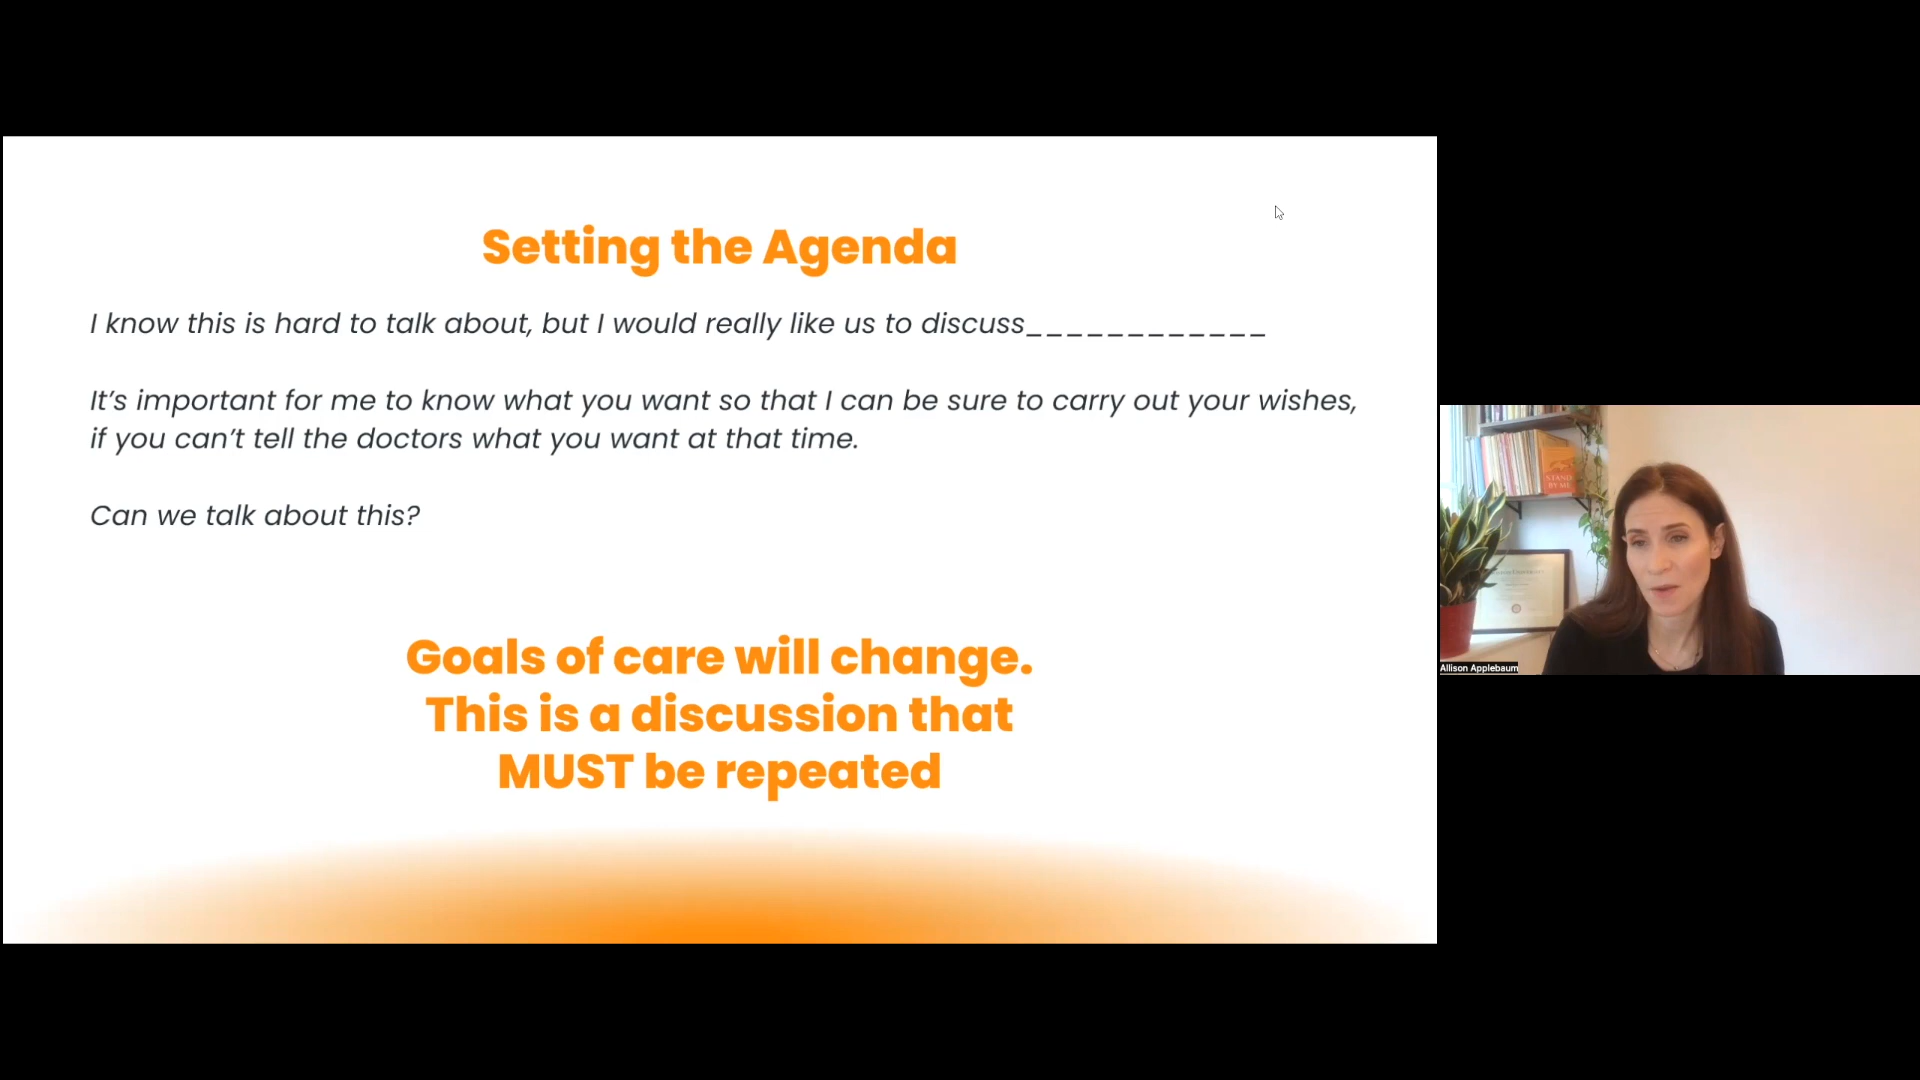 Setting the Agenda
I know this is hard to talk about, but I would really like us to discuss____________
It’s important for me to know what you want so that I can be sure to carry out your wishes,
if you can’t tell the doctors what you want at that time.
Can we talk about this?
Goals of care will change.
This is a discussion that
MUST be repeated
STAND
BY ME
Allison Applebaum